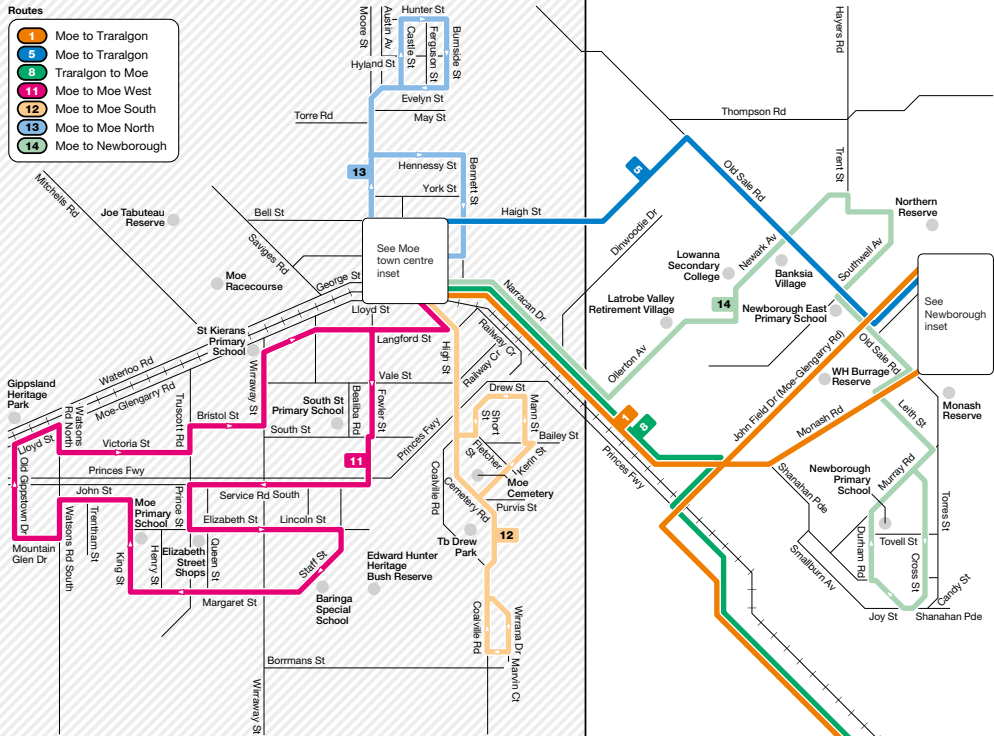 Routes
1 Moe to Traralgon
5 Moe to Traralgon
8 Traralgon to Moe
11 Moe to Moe West
12 Moe to Moe South
13 Moe to Moe North
14 Moe to Newborough
Moore St
Austin Av
Hunter St
Castle St
Ferguson St
Burnside St
Hyland St
Evelyn St
May St
Torre Rd
13
Hennessy St
Bennett St
York St
Hayers Rd
Thompson Rd
Trent St
5
Old Sale Rd
Mitchells Rd
Joe Tabuteau
Reserve
Bell St
Saviges Rd
Haigh St
Dinwoodie Dr
Northern
Reserve
See Moe
town centre
inset
Moe
Racecourse
George St
Lloyd St
Narracan Dr
Lowanna
Secondary
College
Newark Av
Banksia
Village
Southwell Av
14
Latrobe Valley
Retirement Village
Newborough East
Primary School
See
Newborough
inset
St Kierans
Primary
School
Langford St
High St
Railway Cr
Railway Cr
Waterloo Rd
Moe-Glengarry Rd
Wirraway St
Vale St
Ollerton Av
Old Sale Rd
John Field Dr (Moe-Glengarry Rd)
WH Burrage
Reserve
Monash
Reserve
Gippsland
Heritage
Park
Watsons
Rd North
Truscott Rd
Bristol St
South St
Primary School
Bealiba Rd
Fowler St
South St
Princes Fwy
Drew St
Short
St
Mann St
Bailey St
Fletcher
St
Kerin St
1
8
Monash Rd
Leith St
Lloyd St
Victoria St
11
Old Gippstown Dr
Princes Fwy
Coalville Rd
Moe
Cemetery
Cemetery Rd
Purvis St
Princes Fwy
Shanahan Pde
Newborough
Primary
School
Murray Rd
Torres St
John St
Service Rd South
Moe
Primary
School
Prince St
Elizabeth St
Lincoln St
Watsons Rd South
Trentham St
Mountain
Glen Dr
King St
Henry St
Elizabeth
Street
Shops
Queen St
Staff St
Edward Hunter
Heritage
Bush Reserve
Tb Drew
Park
12
Smallburn Av
Durham Rd
Tovell St
Cross St
Candy St
Margaret St
Baringa
Special
School
Coalville Rd
Wirrana Dr
Joy St
Shanahan Pde
Borrmans St
Wirraway St
Marvin Ct